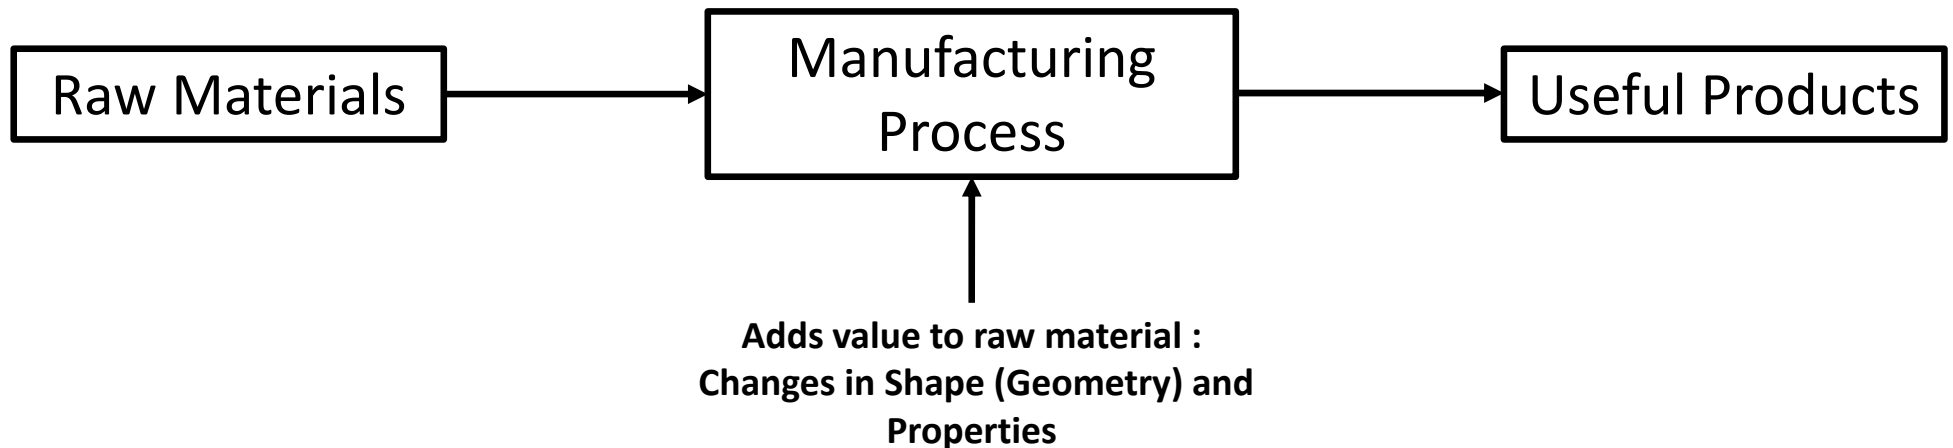 Raw Materials
Manufacturing
Process
Useful Products
Adds value to raw material :
Changes in Shape (Geometry) and
Properties